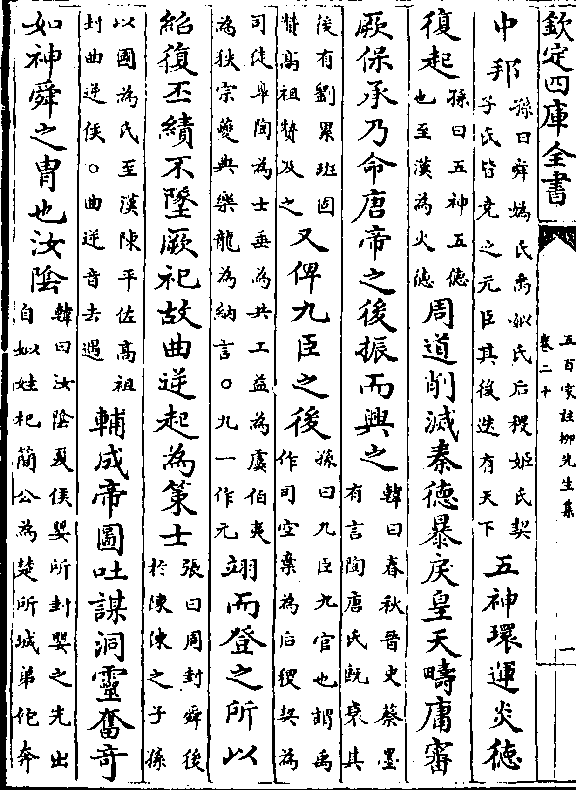 欽定四庫全書
五百家註柳先生集
卷二十
一
中邦孫曰舜媯氏禹姒氏后稷姬氏契子氏皆堯之元臣其後迭有天下五神環運炎德
復起孫曰五神五德也至漢為火德周道削滅秦德暴戾皇天疇庸審
厥保承乃命唐帝之後振而興之韓曰春秋晉史蔡墨有言陶唐氏既衰其
後有劉累班固贊高祖贊及之又俾九臣之後孫曰九臣九官也謂禹作司空棄為后稷契為
司徒皋陶為士垂為共工益為虞伯夷為秩宗夔典樂龍為納言○九一作元翊而登之所以
紹復丕績不墜厥祀故曲逆起為策士張曰周封舜後於陳陳之子孫
以國為氏至漢陳平佐高祖封曲逆侯○曲逆音去遇輔成帝圖吐謀洞靈奮奇
如神舜之冑也汝陰韓曰汝陰夏侯嬰所封嬰之先出自姒姓杞簡公為楚所城弟佗奔